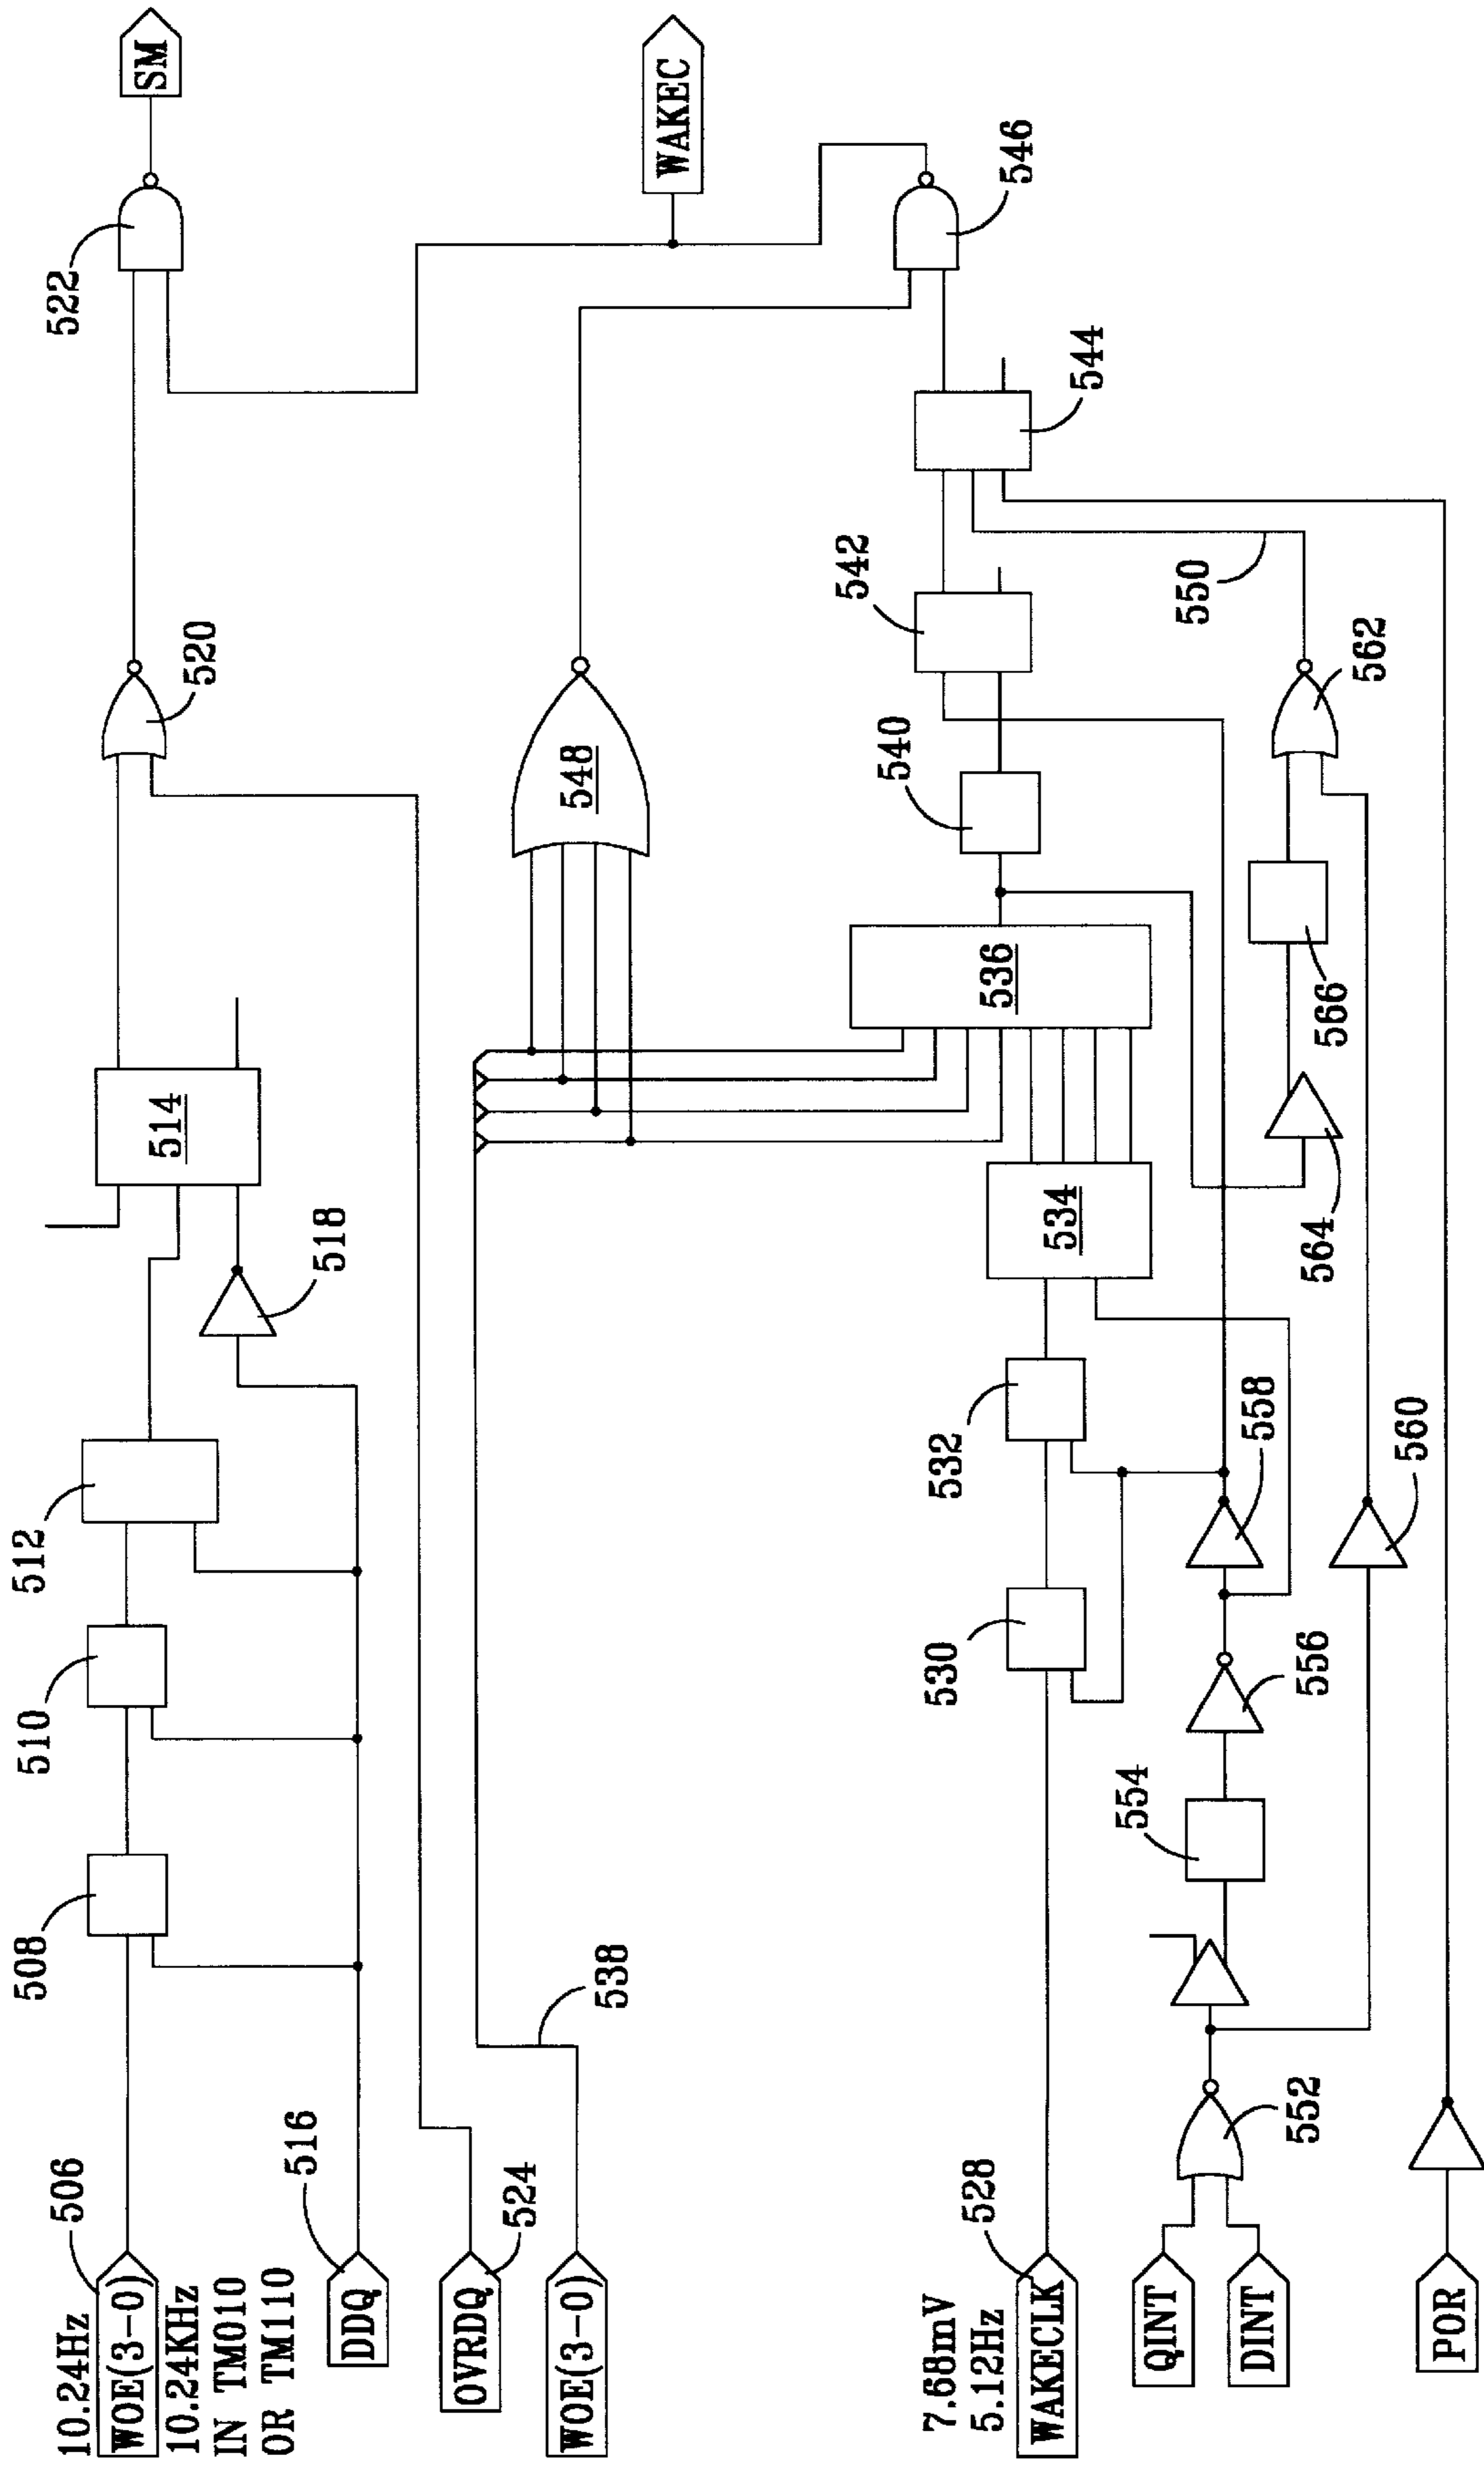 10.24Hz
WOE(3-0)
10.24KHz
IN TM010
OR TM110
506
508
510
512
514
516
DDQ
518
520
522
SM
OVRDQ
524
WOE(3-0)
538
548
WAKEC
7.68mV
5.12Hz
WAKECLK
528
530
532
534
536
540
542
544
546
QINT
DINT
552
554
556
558
560
564
566
562
550
POR